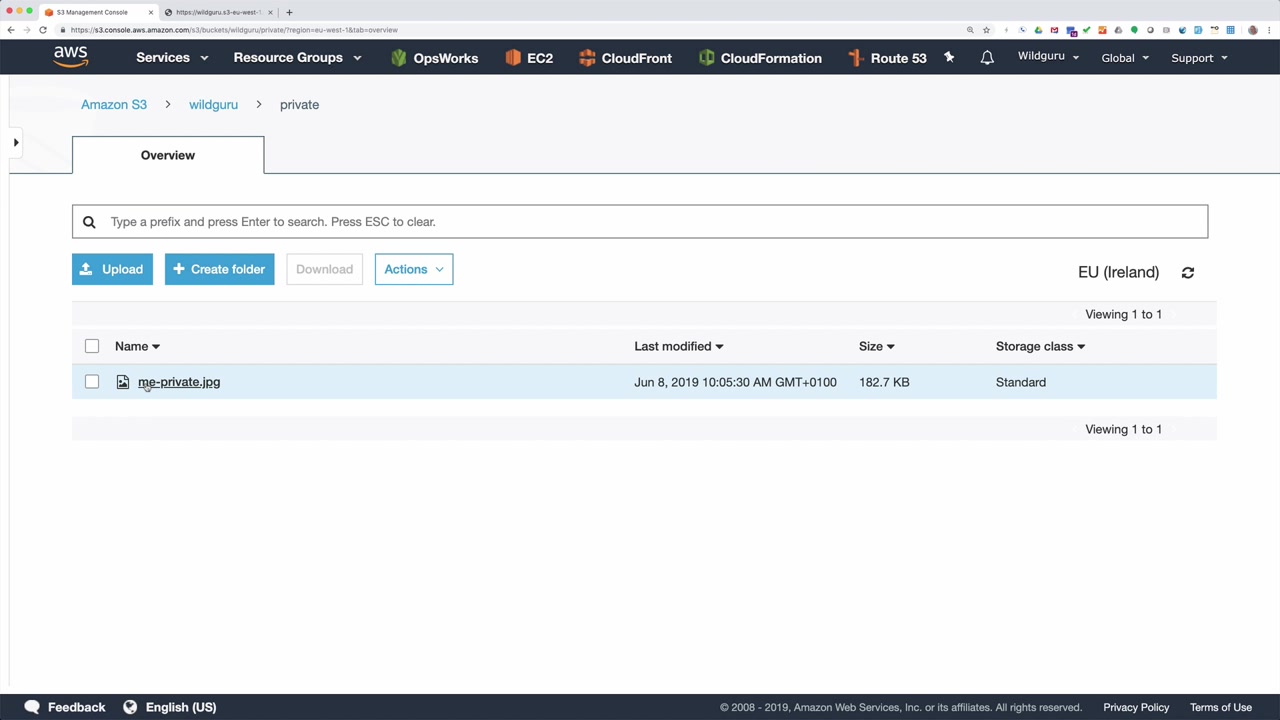 S3 Management Console
https://wildguru.s3-eu-west-1.
https://s3.console.aws.amazon.com/s3/buckets/wildguru/private/?region=eu-west-1&tab=overview
aws
Services
Resource Groups
OpsWorks
EC2
CloudFront
CloudFormation
Route 53
Wildguru
Global
Support
Amazon S3 > wildguru > private
Overview
Type a prefix and press Enter to search. Press ESC to clear.
Upload
+ Create folder
Download
Actions
EU (Ireland)
Viewing 1 to 1
Name
Last modified
Size
Storage class
me-private.jpg
Jun 8, 2019 10:05:30 AM GMT+0100
182.7 KB
Standard
Viewing 1 to 1
Feedback
English (US)
© 2008 - 2019, Amazon Web Services, Inc. or its affiliates. All rights reserved.
Privacy Policy
Terms of Use